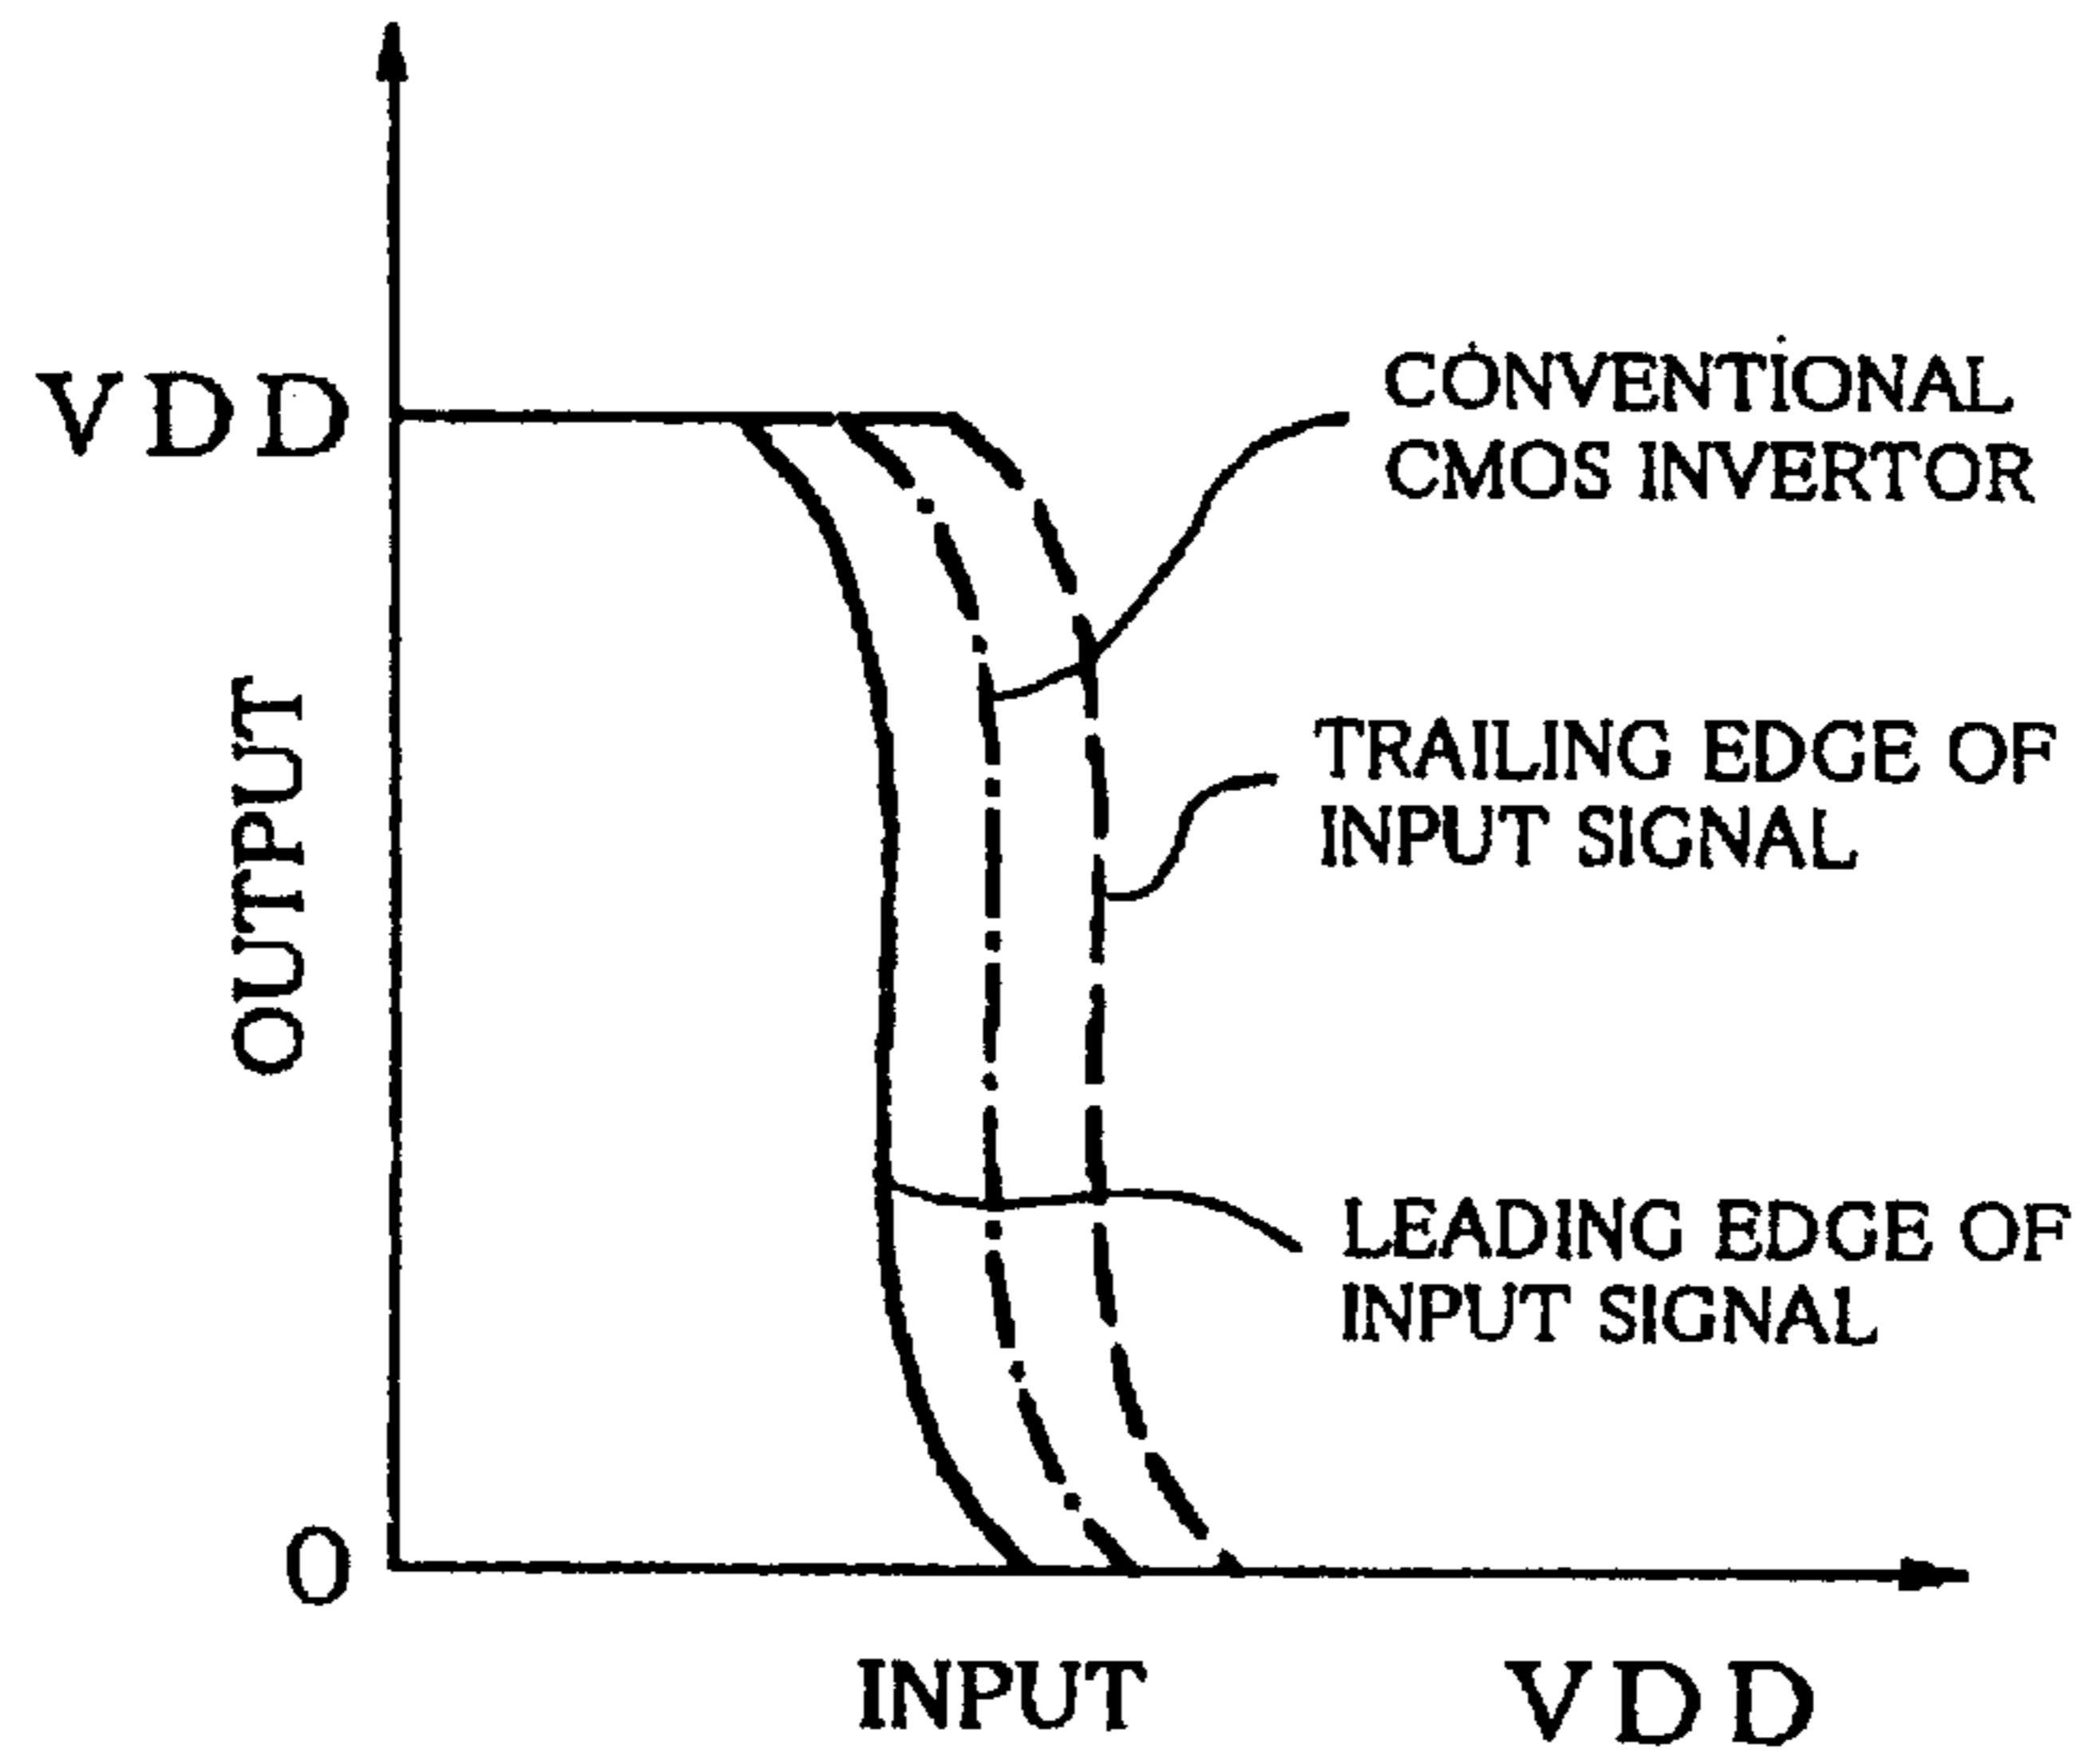 VDD
CONVENTIONAL
CMOS INVERTOR
OUTPUT
TRAILING EDGE OF
INPUT SIGNAL
LEADING EDGE OF
INPUT SIGNAL
0
INPUT
VDD